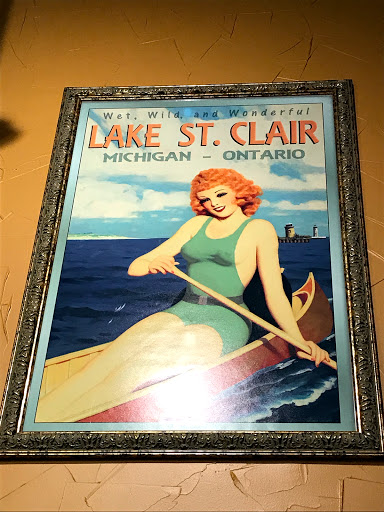 Wet, Wild, and Wonderful
LAKE ST. CLAIR
MICHIGAN – ONTARIO